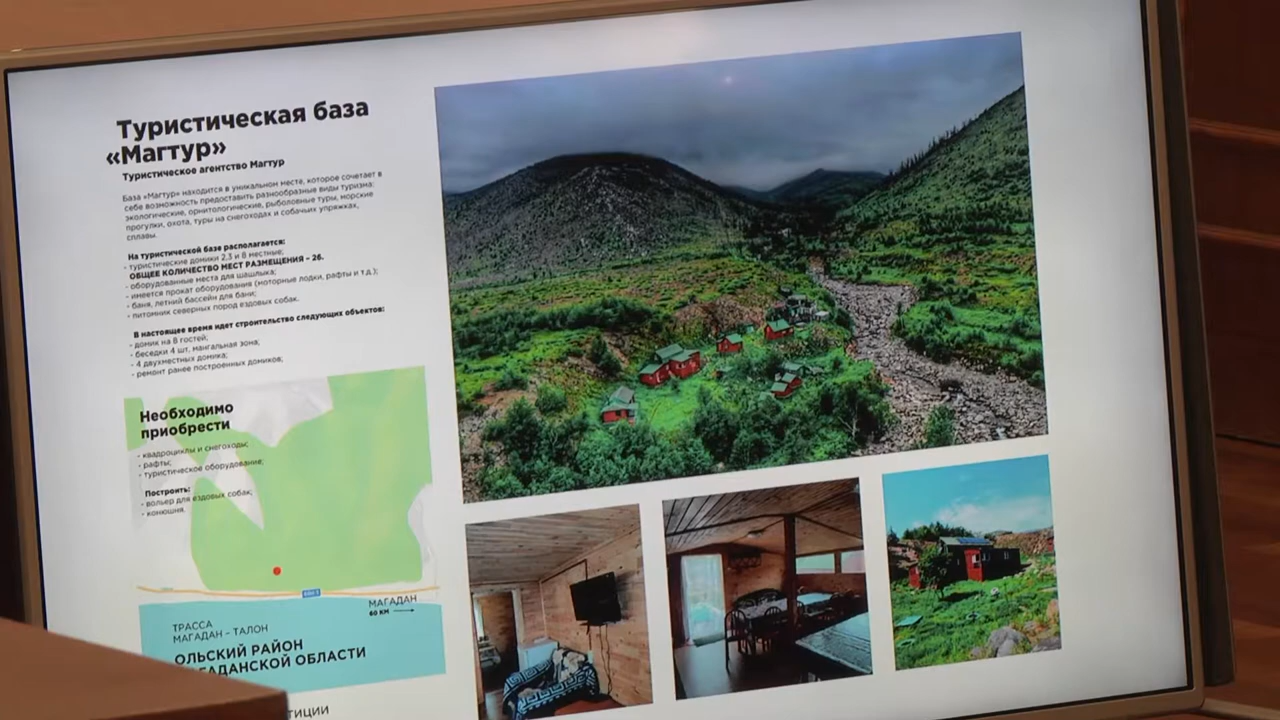 Туристическая база
«Магтур»
Туристическое агентство Магтур
База «Магтур» находится в уникальном месте, которое сочетает в
себе возможность предоставить разнообразные виды туризма:
экологические, орнитологические, рыболовные туры, морские
прогулки, охота, туры на снегоходах и собачьих упряжках,
сплавы.
На туристической базе располагается:
- туристические домики 2,3 и 8 местные;
ОБЩЕЕ КОЛИЧЕСТВО МЕСТ РАЗМЕЩЕНИЯ – 26.
- оборудованные места для шашлыка;
- имеется прокат оборудования (моторные лодки, рафты и т.д.);
- баня, летний бассейн для бани;
- питомник северных пород ездовых собак.
В настоящее время идет строительство следующих объектов:
- домик на 8 гостей;
- беседки 4 шт, мангальная зона;
- 4 двухместных домика;
- ремонт ранее построенных домиков;
Необходимо
приобрести
- квадроциклы и снегоходы;
- рафты;
- туристическое оборудование;
Построить:
- вольер для ездовых собак;
- конюшня.
МАГАДАН
60 КМ
ТРАССА
МАГАДАН – ТАЛОН
ОЛЬСКИЙ РАЙОН
ГАДАНСКОЙ ОБЛАСТИ
ТИЦИИ